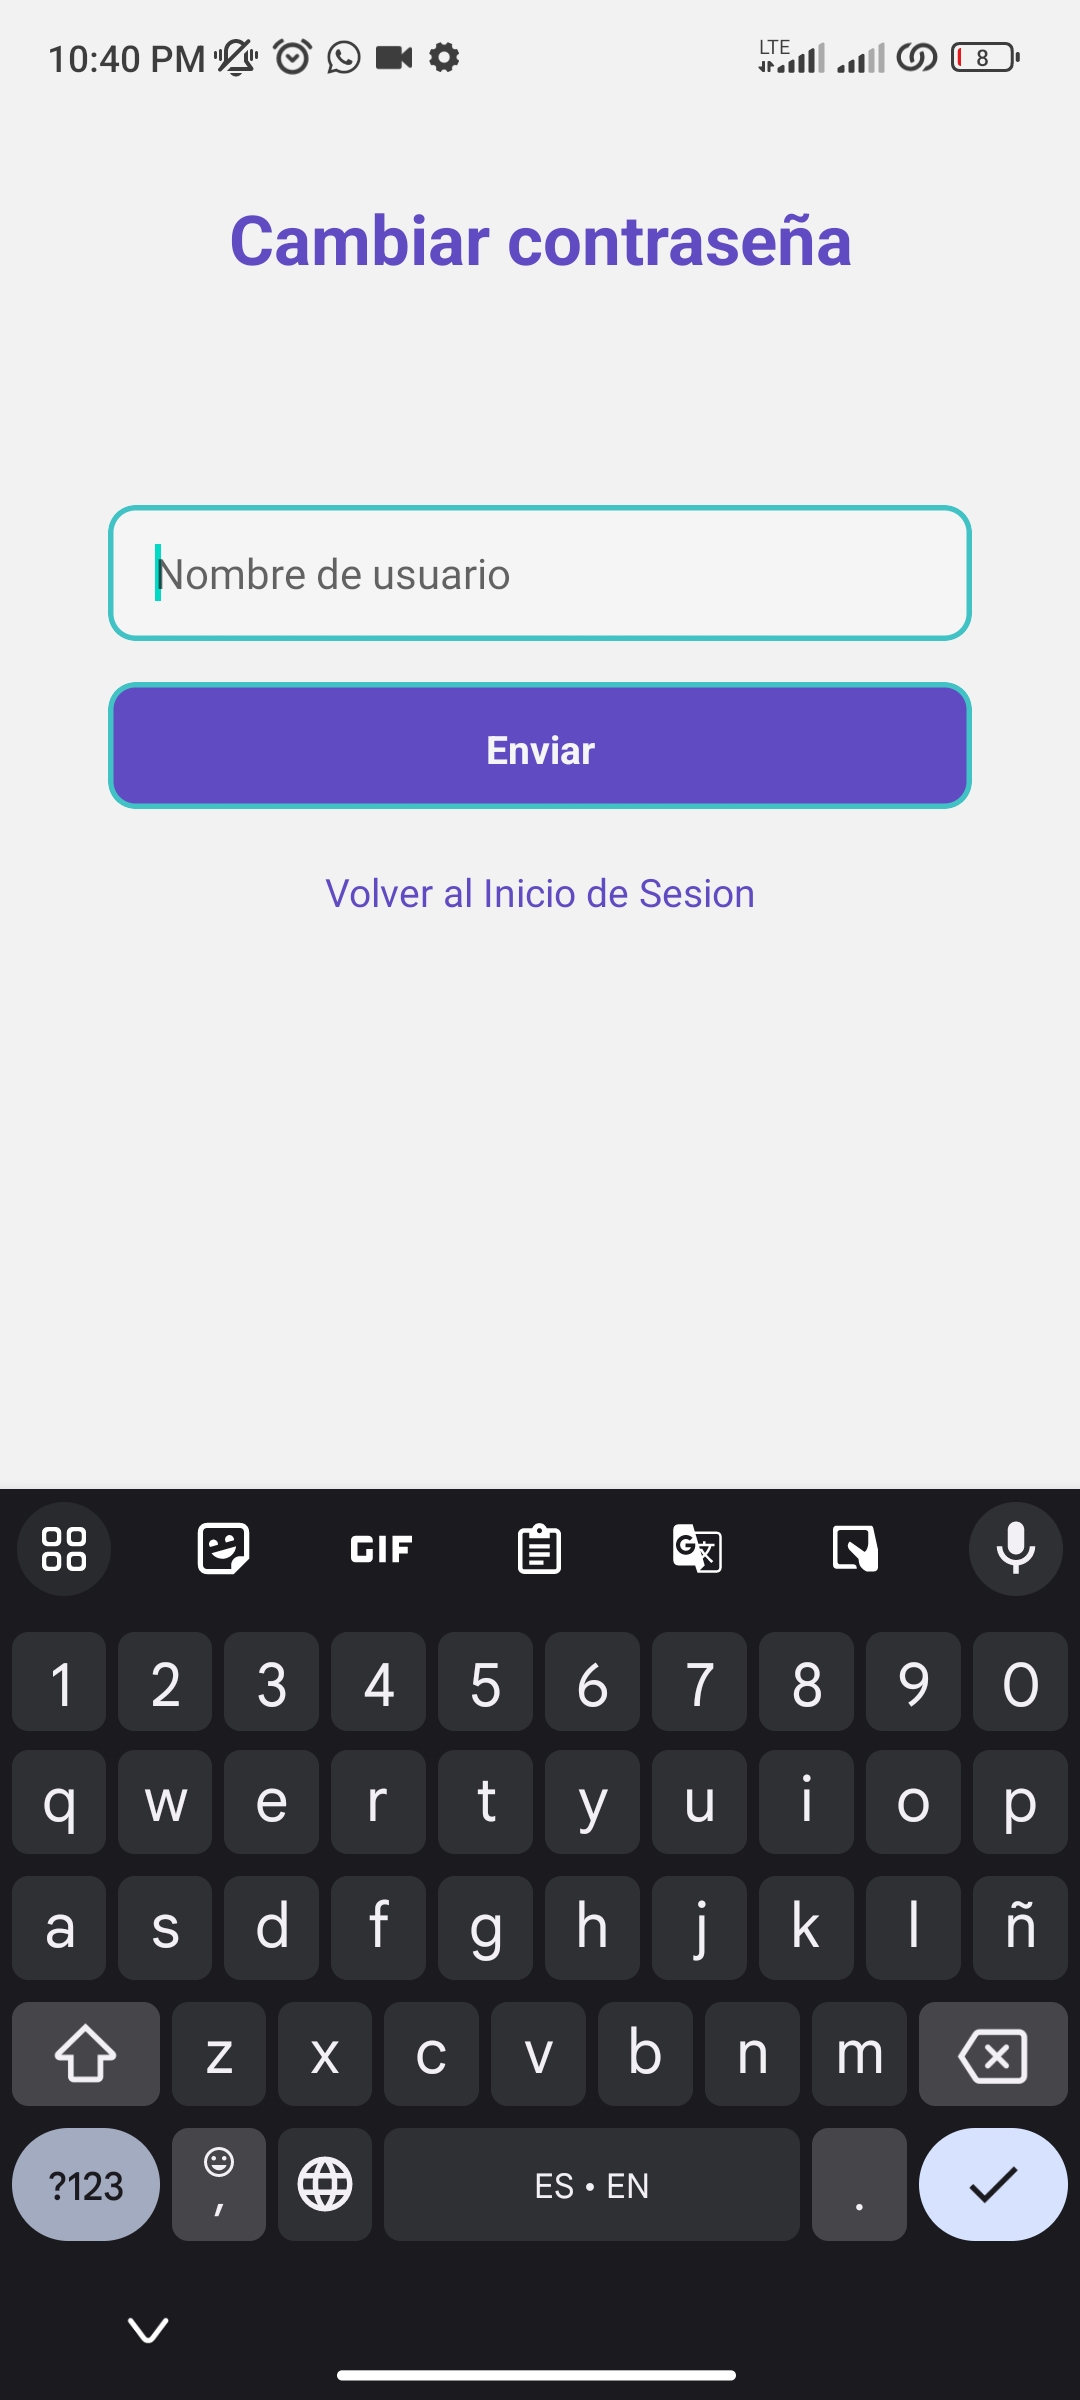 10:40 PM LTE 8
Cambiar contraseña
Nombre de usuario
Enviar
Volver al Inicio de Sesion
GIF G 文
1 2 3 4 5 6 7 8 9 0
q w e r t y u i o p
a s d f g h j k l ñ
z x c v b n m
?123 , ES • EN .